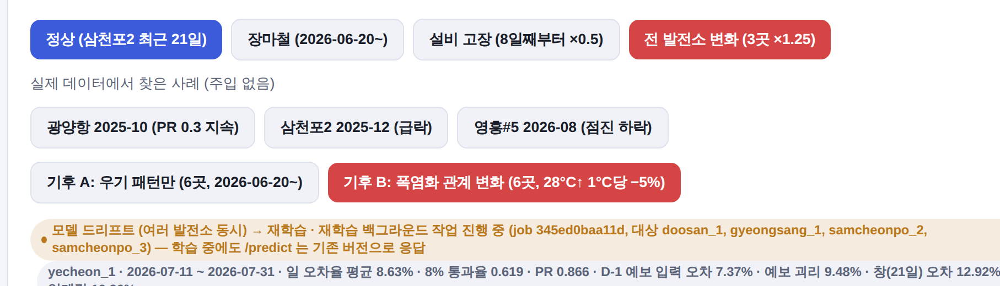 정상 (삼천포2 최근 21일) 장마철 (2026-06-20~) 설비 고장 (8일째부터 ×0.5) 전 발전소 변화 (3곳 ×1.25)
실제 데이터에서 찾은 사례 (주입 없음)
광양항 2025-10 (PR 0.3 지속) 삼천포2 2025-12 (급락) 영흥#5 2026-08 (점진 하락)
기후 A: 우기 패턴만 (6곳, 2026-06-20~) 기후 B: 폭염화 관계 변화 (6곳, 28°C↑ 1°C당 −5%)
모델 드리프트 (여러 발전소 동시) → 재학습 · 재학습 백그라운드 작업 진행 중 (job 345ed0baa11d, 대상 doosan_1, gyeongsang_1, samcheonpo_2,
samcheonpo_3) — 학습 중에도 /predict 는 기존 버전으로 응답
yecheon_1 · 2026-07-11 ~ 2026-07-31 · 일 오차율 평균 8.63% · 8% 통과율 0.619 · PR 0.866 · D-1 예보 입력 오차 7.37% · 예보 괴리 9.48% · 창(21일) 오차 12.92%